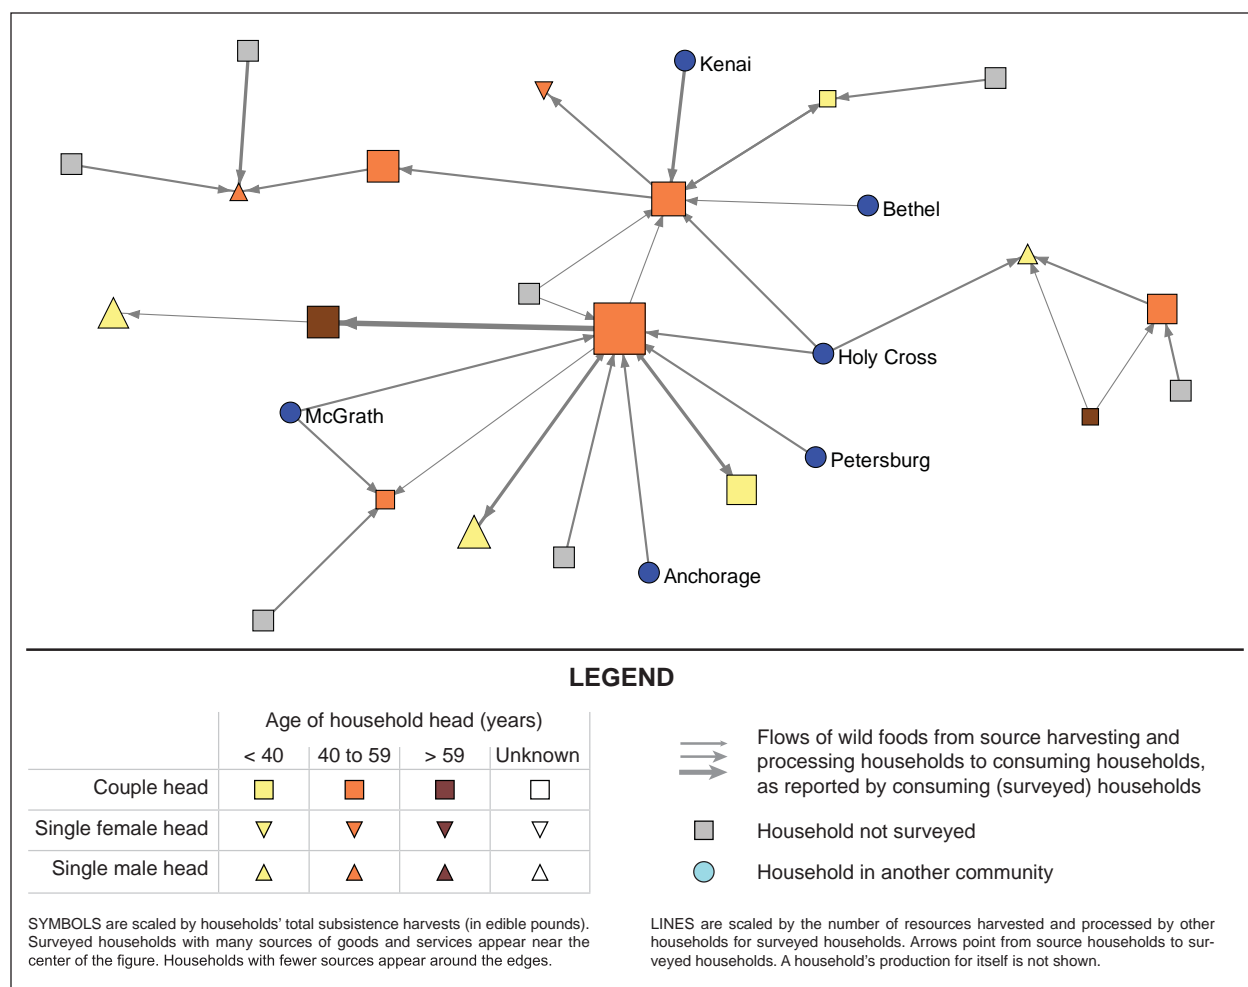 Kenai
Bethel
Holy Cross
McGrath
Petersburg
Anchorage
LEGEND
Age of household head (years)
< 40 40 to 59 > 59 Unknown
Couple head
Single female head
Single male head
Flows of wild foods from source harvesting and
processing households to consuming households,
as reported by consuming (surveyed) households
Household not surveyed
Household in another community
SYMBOLS are scaled by households' total subsistence harvests (in edible pounds).
Surveyed households with many sources of goods and services appear near the
center of the figure. Households with fewer sources appear around the edges.
LINES are scaled by the number of resources harvested and processed by other
households for surveyed households. Arrows point from source households to sur-
veyed households. A household's production for itself is not shown.